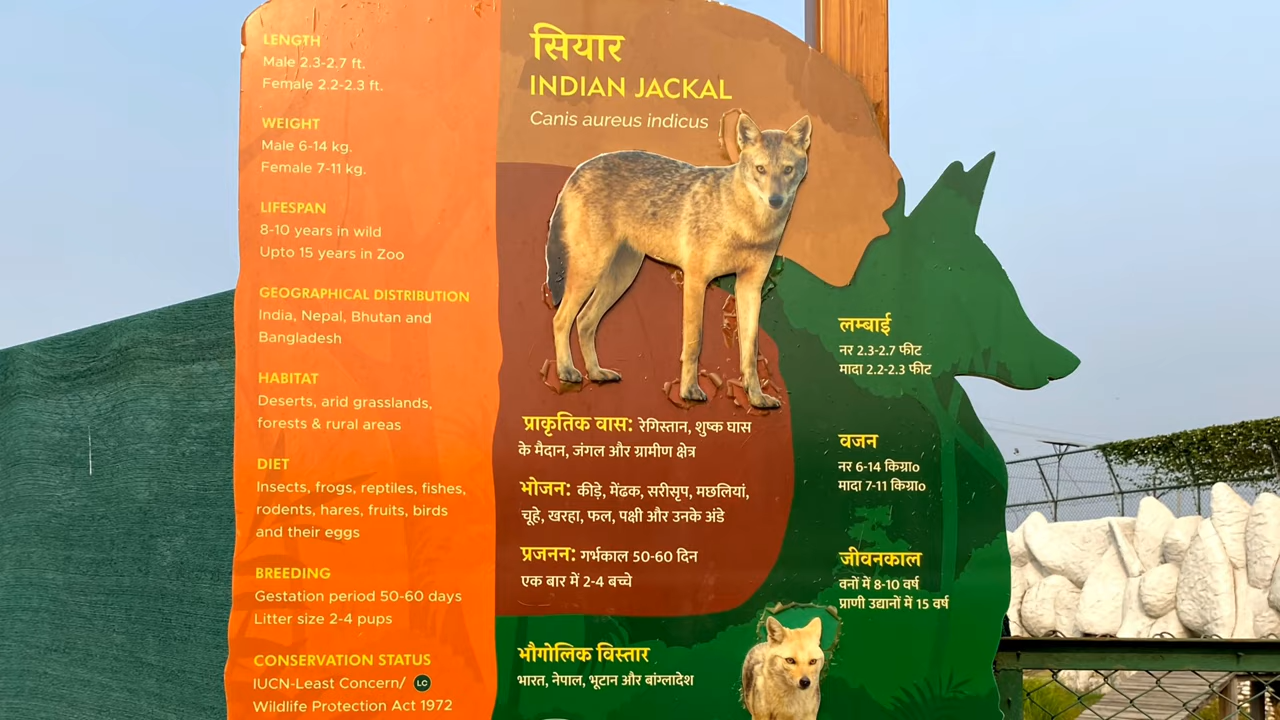 LENGTH
Male 2.3-2.7 ft.
Female 2.2-2.3 ft.
WEIGHT
Male 6-14 kg.
Female 7-11 kg.
LIFESPAN
8-10 years in wild
Upto 15 years in Zoo
GEOGRAPHICAL DISTRIBUTION
India, Nepal, Bhutan and
Bangladesh
HABITAT
Deserts, arid grasslands,
forests & rural areas
DIET
Insects, frogs, reptiles, fishes,
rodents, hares, fruits, birds
and their eggs
BREEDING
Gestation period 50-60 days
Litter size 2-4 pups
CONSERVATION STATUS
IUCN-Least Concern/ LC
Wildlife Protection Act 1972
सियार
INDIAN JACKAL
Canis aureus indicus
प्राकृतिक वास: रेगिस्तान, शुष्क घास
के मैदान, जंगल और ग्रामीण क्षेत्र
भोजन: कीड़े, मेंढक, सरीसृप, मछलियां,
चूहे, खरहा, फल, पक्षी और उनके अंडे
प्रजनन: गर्भकाल 50-60 दिन
एक बार में 2-4 बच्चे
भौगोलिक विस्तार
भारत, नेपाल, भूटान और बांग्लादेश
लम्बाई
नर 2.3-2.7 फीट
मादा 2.2-2.3 फीट
वजन
नर 6-14 किग्रा०
मादा 7-11 किग्रा०
जीवनकाल
वनों में 8-10 वर्ष
प्राणी उद्यानों में 15 वर्ष